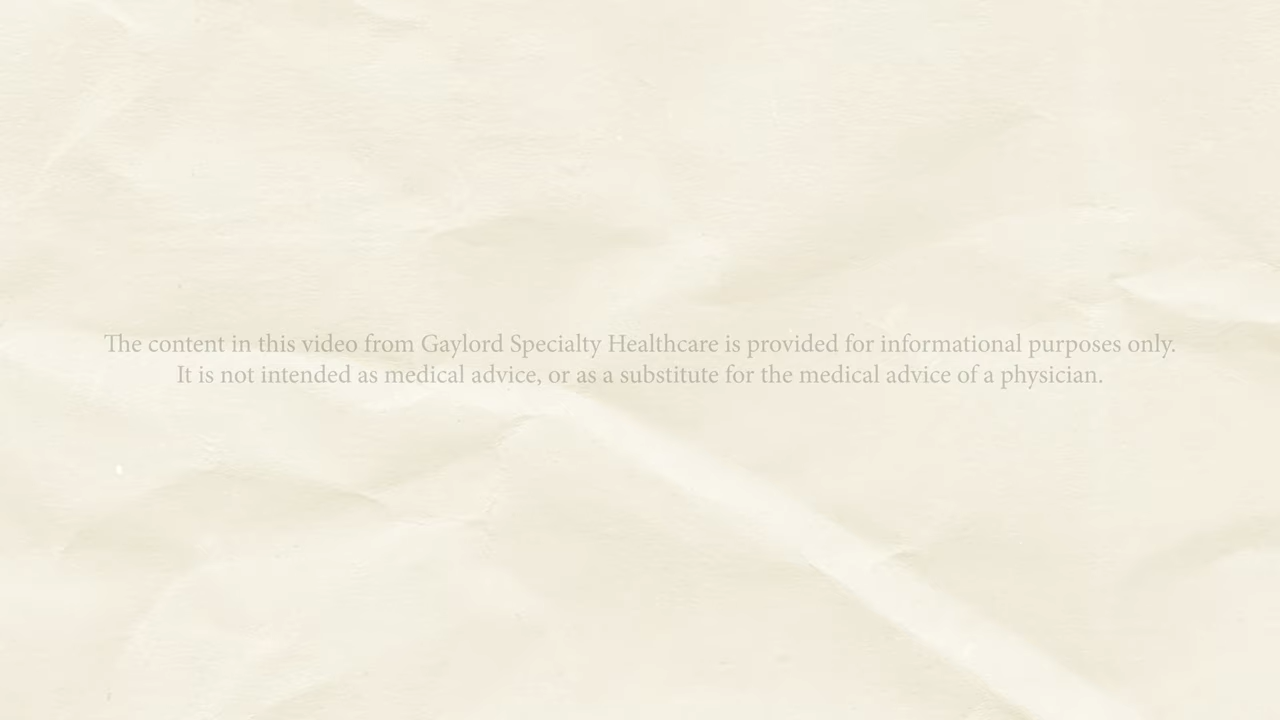 The content in this video from Gaylord Specialty Healthcare is provided for informational purposes only.
It is not intended as medical advice, or as a substitute for the medical advice of a physician.